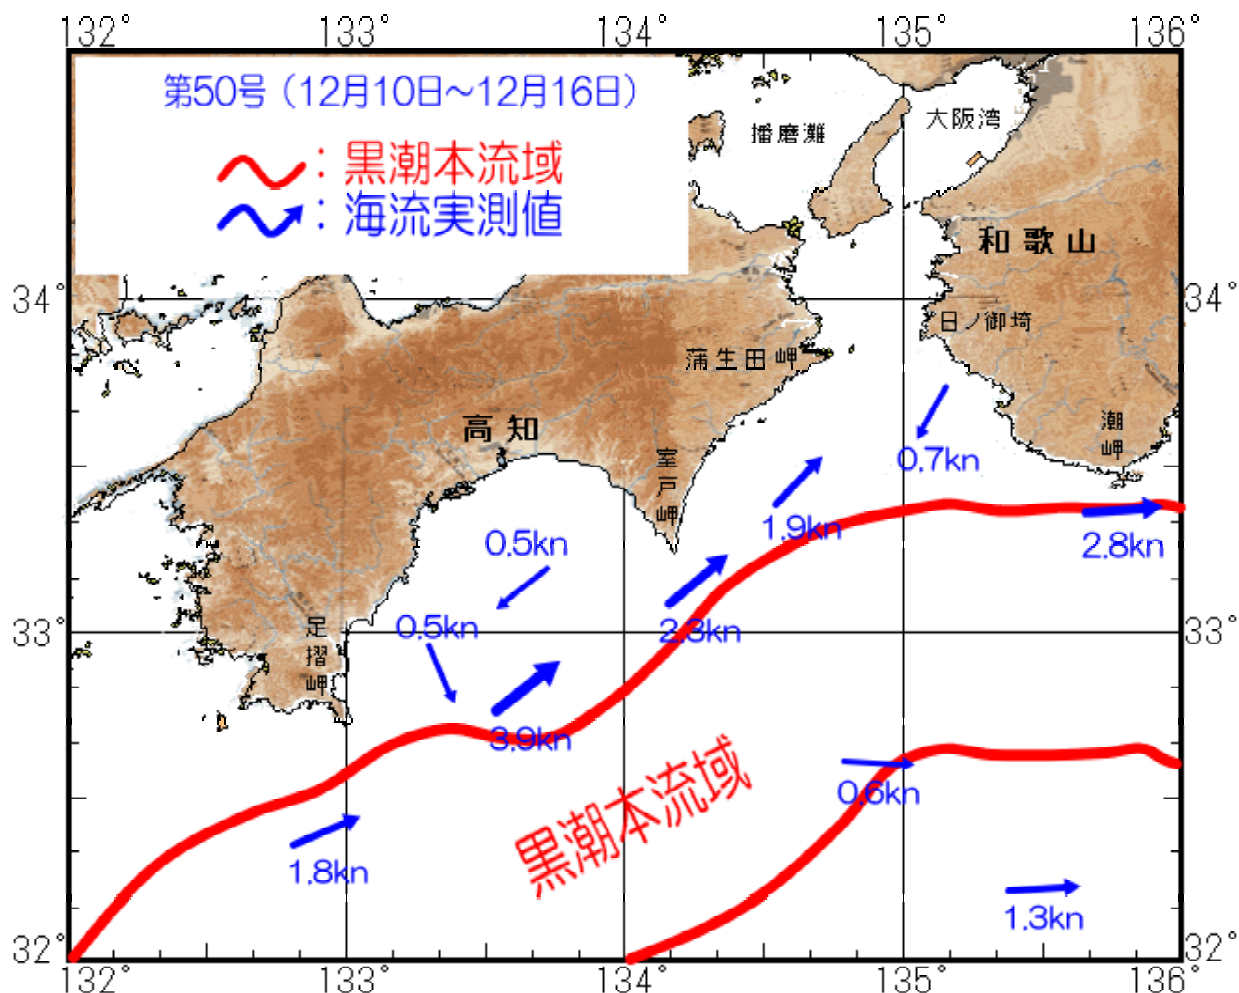 132° 133° 134° 135° 136°
第50号（12月10日～12月16日）
：黒潮本流域
：海流実測値
播磨灘
大阪湾
和歌山
34° 34°
日ノ御埼
蒲生田岬
潮岬
高知
室戸岬
0.7kn
1.9kn
0.5kn
2.8kn
33° 33°
0.5kn
2.3kn
足摺岬
3.9kn
黒潮本流域
0.6kn
1.8kn
1.3kn
32° 32°
132° 133° 134° 135° 136°